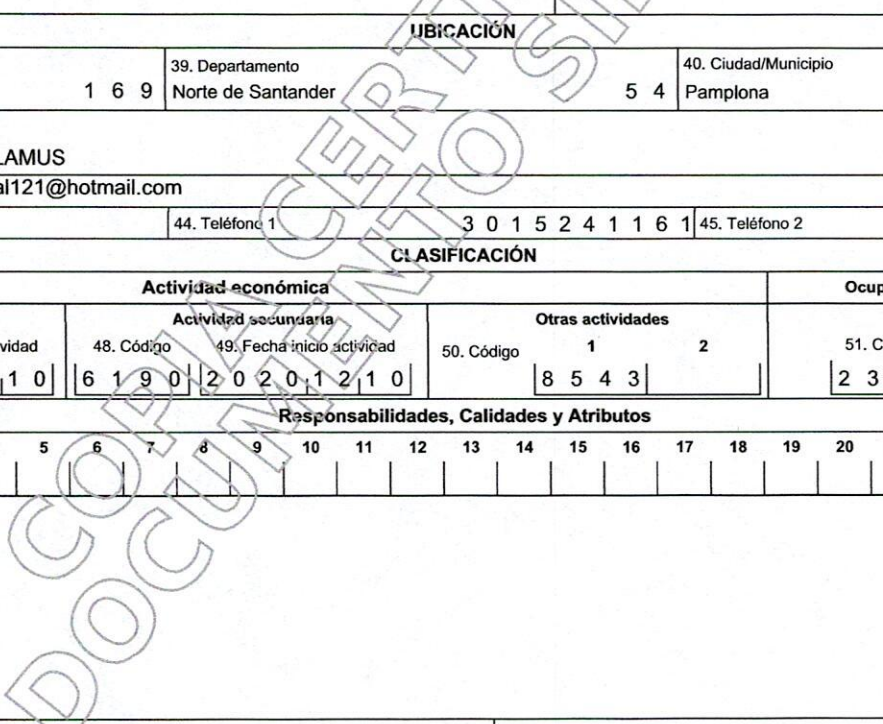 UBICACIÓN
39. Departamento 40. Ciudad/Municipio
1 6 9 Norte de Santander 5 4 Pamplona
LAMUS
al121@hotmail.com
44. Teléfono 1 3 0 1 5 2 4 1 1 6 1 45. Teléfono 2
CLASIFICACIÓN
Actividad económica Ocup
Actividad secundaria Otras actividades
vidad 48. Código 49. Fecha inicio actividad 50. Código 1 2 51. C
1 0 6 1 9 0 2 0 2 0 1 2 1 0 8 5 4 3 2 3
Responsabilidades, Calidades y Atributos
5 6 7 8 9 10 11 12 13 14 15 16 17 18 19 20
COPIA CERTI
DOCUMENTO SI